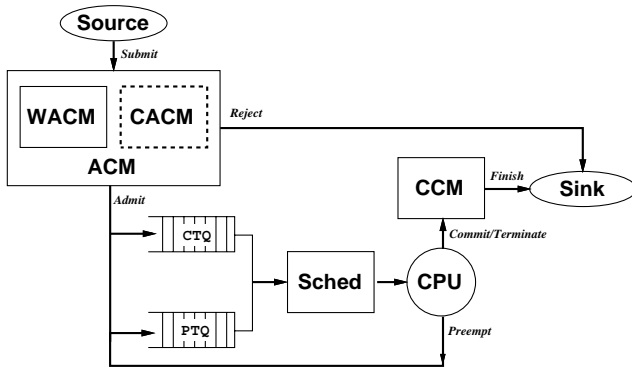 Source
Submit
WACM
CACM
ACM
Reject
Admit
CTQ
PTQ
Sched
CPU
CCM
Commit/Terminate
Finish
Sink
Preempt